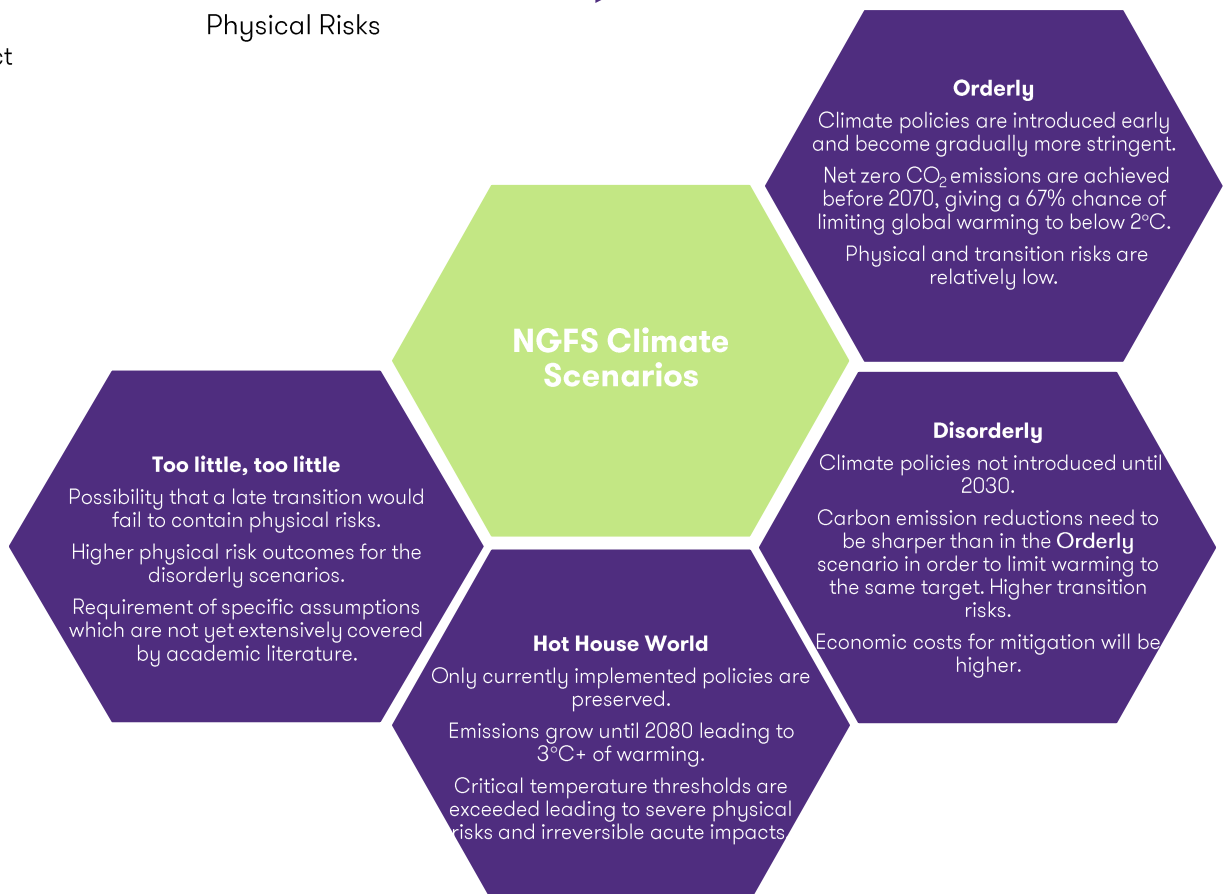 Physical Risks
Orderly
Climate policies are introduced early
and become gradually more stringent.
Net zero CO₂ emissions are achieved
before 2070, giving a 67% chance of
limiting global warming to below 2°C.
Physical and transition risks are
relatively low.
NGFS Climate
Scenarios
Disorderly
Climate policies not introduced until
2030.
Carbon emission reductions need to
be sharper than in the Orderly
scenario in order to limit warming to
the same target. Higher transition
risks.
Economic costs for mitigation will be
higher.
Too little, too little
Possibility that a late transition would
fail to contain physical risks.
Higher physical risk outcomes for the
disorderly scenarios.
Requirement of specific assumptions
which are not yet extensively covered
by academic literature.
Hot House World
Only currently implemented policies are
preserved.
Emissions grow until 2080 leading to
3°C+ of warming.
Critical temperature thresholds are
exceeded leading to severe physical
risks and irreversible acute impacts.